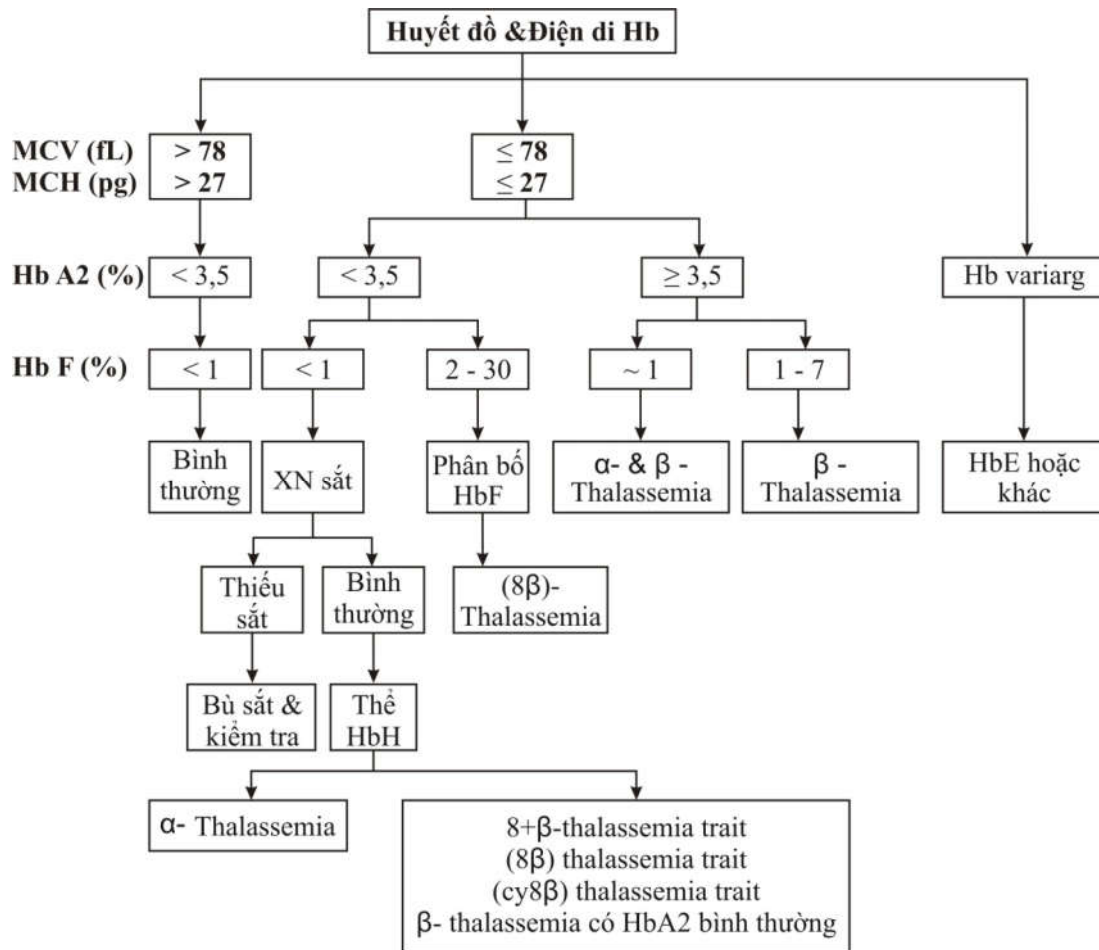 Huyết đồ &Điện di Hb
MCV (fL)
MCH (pg)
> 78
> 27
≤ 78
≤ 27
Hb A2 (%)
< 3,5
< 3,5
≥ 3,5
Hb variarg
Hb F (%)
< 1
< 1
2 - 30
~ 1
1 - 7
Bình
thường
XN sắt
Phân bố
HbF
α- & β -
Thalassemia
β -
Thalassemia
HbE hoặc
khác
Thiếu
sắt
Bình
thường
(8β)-
Thalassemia
Bù sắt &
kiểm tra
Thể
HbH
α- Thalassemia
8+β-thalassemia trait
(8β) thalassemia trait
(cy8β) thalassemia trait
β- thalassemia có HbA2 bình thường